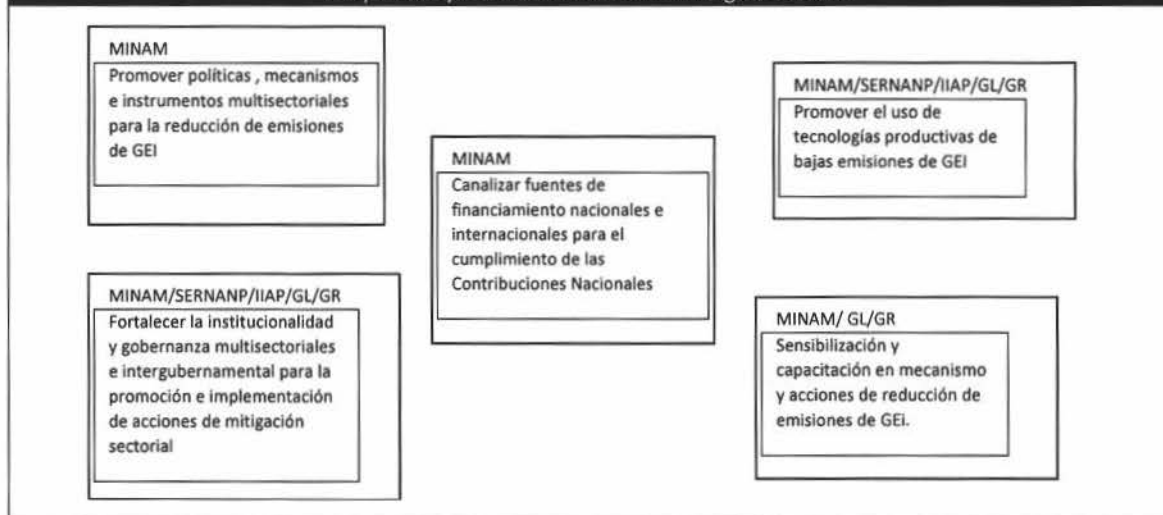 MINAM
Promover políticas , mecanismos
e instrumentos multisectoriales
para la reducción de emisiones
de GEI
MINAM/SERNANP/IIAP/GL/GR
Fortalecer la institucionalidad
y gobernanza multisectoriales
e intergubernamental para la
promoción e implementación
de acciones de mitigación
sectorial
MINAM
Canalizar fuentes de
financiamiento nacionales e
internacionales para el
cumplimiento de las
Contribuciones Nacionales
MINAM/SERNANP/IIAP/GL/GR
Promover el uso de
tecnologías productivas de
bajas emisiones de GEI
MINAM/ GL/GR
Sensibilización y
capacitación en mecanismo
y acciones de reducción de
emisiones de GEi.